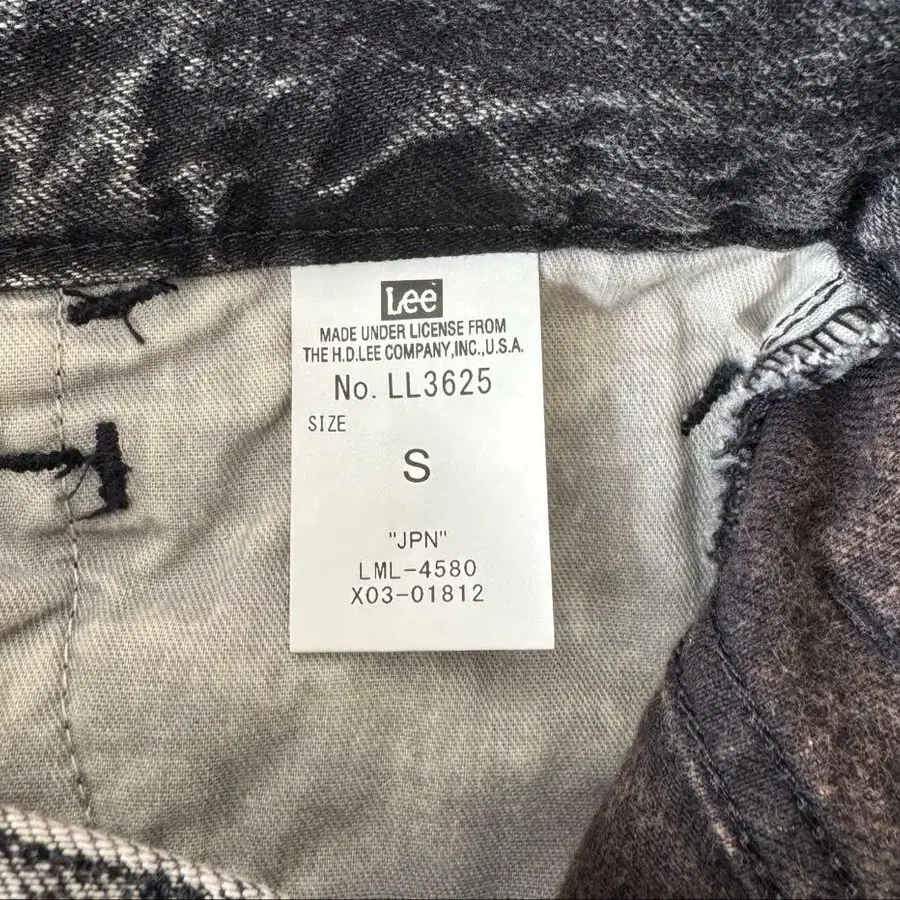 Lee
MADE UNDER LICENSE FROM
THE H.D.LEE COMPANY,INC.,U.S.A.
No. LL3625
SIZE
S
"JPN"
LML-4580
X03-01812